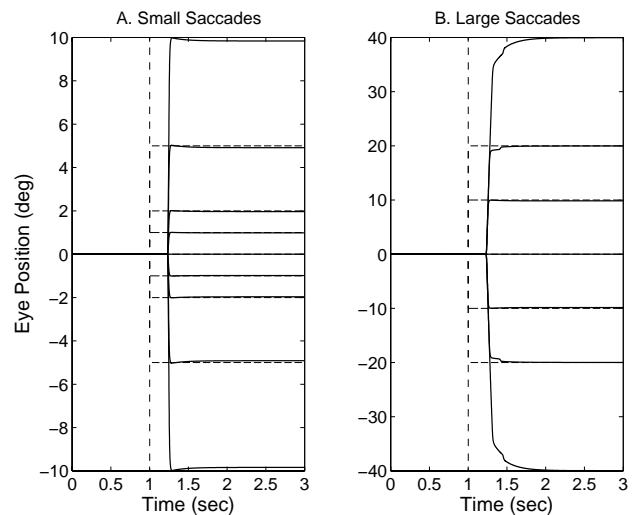 A. Small Saccades
B. Large Saccades
Eye Position (deg)
10
8
6
4
2
0
−2
−4
−6
−8
−10
0 0.5 1 1.5 2 2.5 3
Time (sec)
40
30
20
10
0
−10
−20
−30
−40
0 0.5 1 1.5 2 2.5 3
Time (sec)